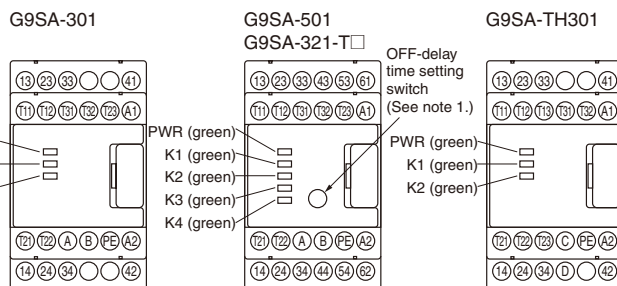 G9SA-301
13 23 33 41
T11 T12 T31 T32 T23 A1
T21 T22 A B PE A2
14 24 34 42
G9SA-501
G9SA-321-T□
OFF-delay
time setting
switch
(See note 1.)
13 23 33 43 53 61
T11 T12 T31 T32 T23 A1
PWR (green)
K1 (green)
K2 (green)
K3 (green)
K4 (green)
T21 T22 A B PE A2
14 24 34 44 54 62
G9SA-TH301
13 23 33 41
T11 T12 T13 T31 T32 A1
PWR (green)
K1 (green)
K2 (green)
T21 T22 T23 C PE A2
14 24 34 D 42